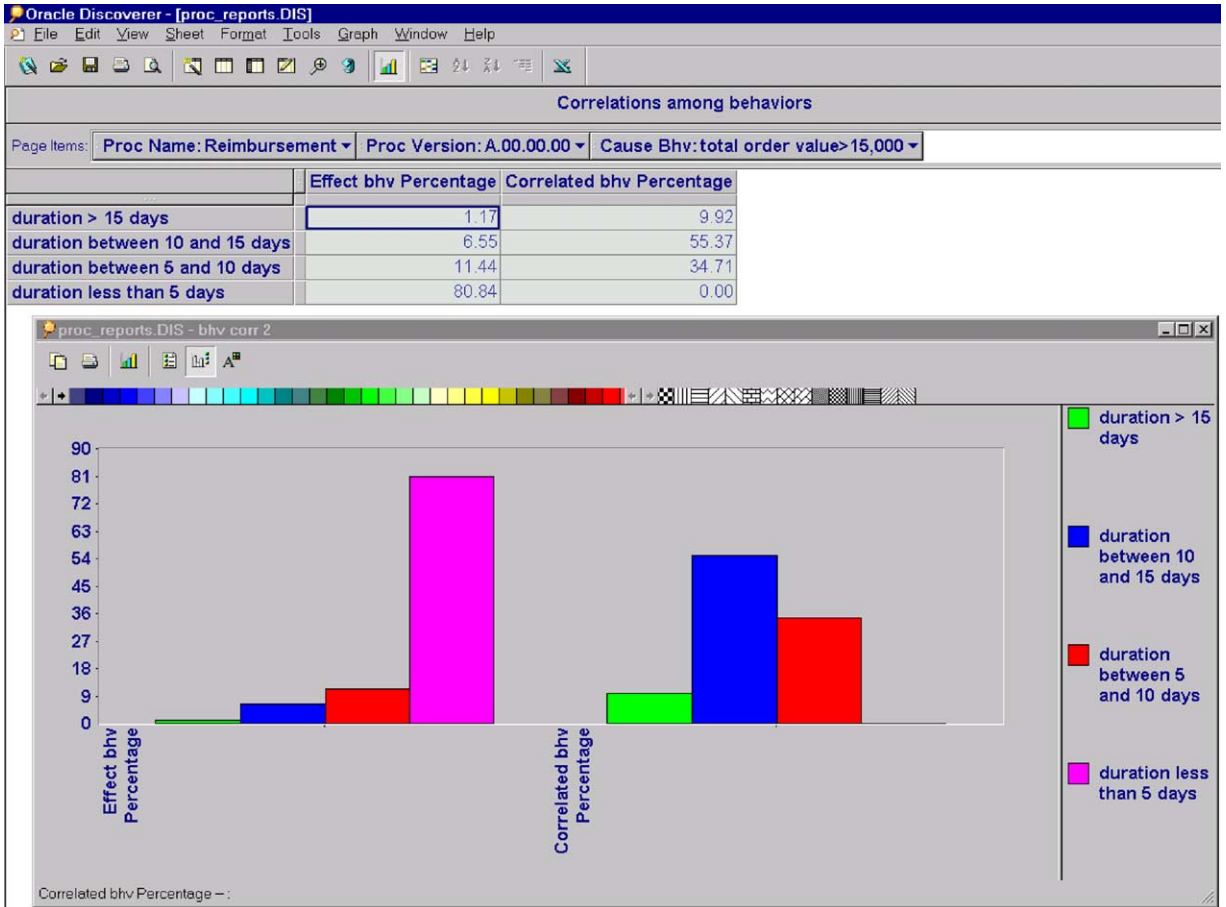 Oracle Discoverer - [proc_reports.DIS]
File Edit View Sheet Format Tools Graph Window Help
Correlations among behaviors
Page Items: Proc Name: Reimbursement Proc Version: A.00.00.00 Cause Bhv: total order value>15,000
Effect bhv Percentage Correlated bhv Percentage
duration > 15 days 1.17 9.92
duration between 10 and 15 days 6.55 55.37
duration between 5 and 10 days 11.44 34.71
duration less than 5 days 80.84 0.00
proc_reports.DIS - bhv corr 2
90
81
72
63
54
45
36
27
18
9
0
Effect bhv
Percentage
Correlated bhv
Percentage
duration > 15
days
duration
between 10
and 15 days
duration
between 5
and 10 days
duration less
than 5 days
Correlated bhv Percentage -- :